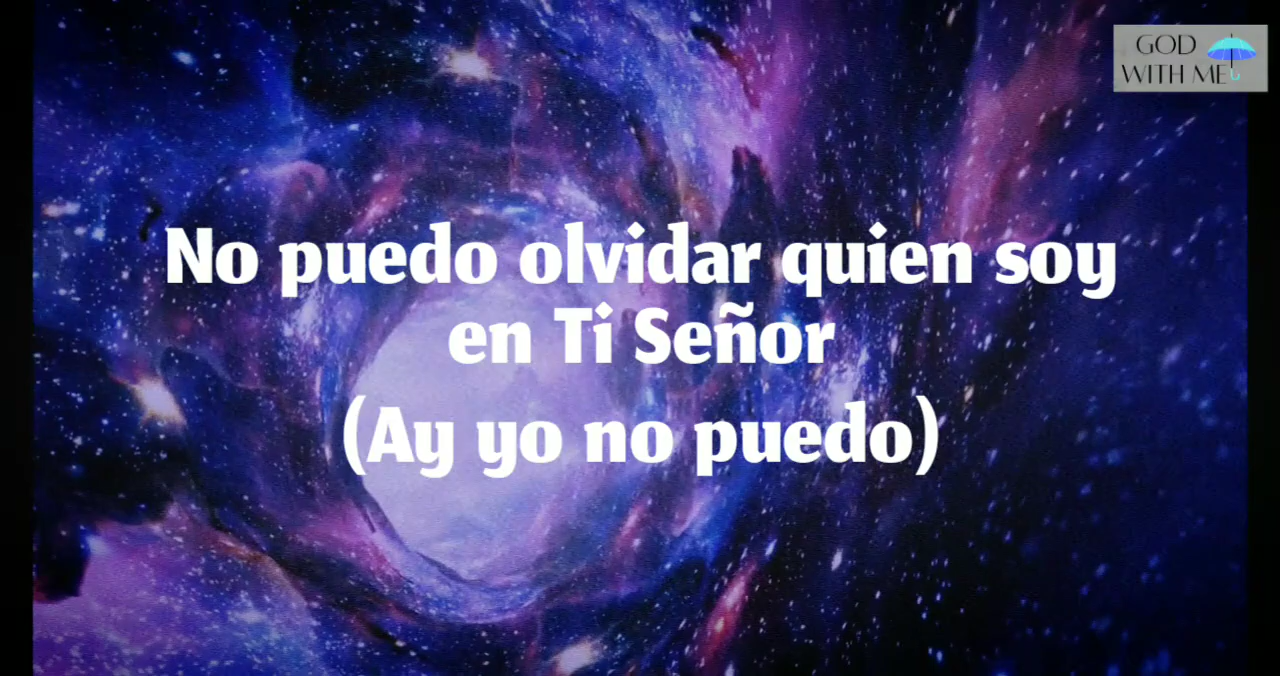 GOD
WITH ME
No puedo olvidar quien soy
en Ti Señor
(Ay yo no puedo)